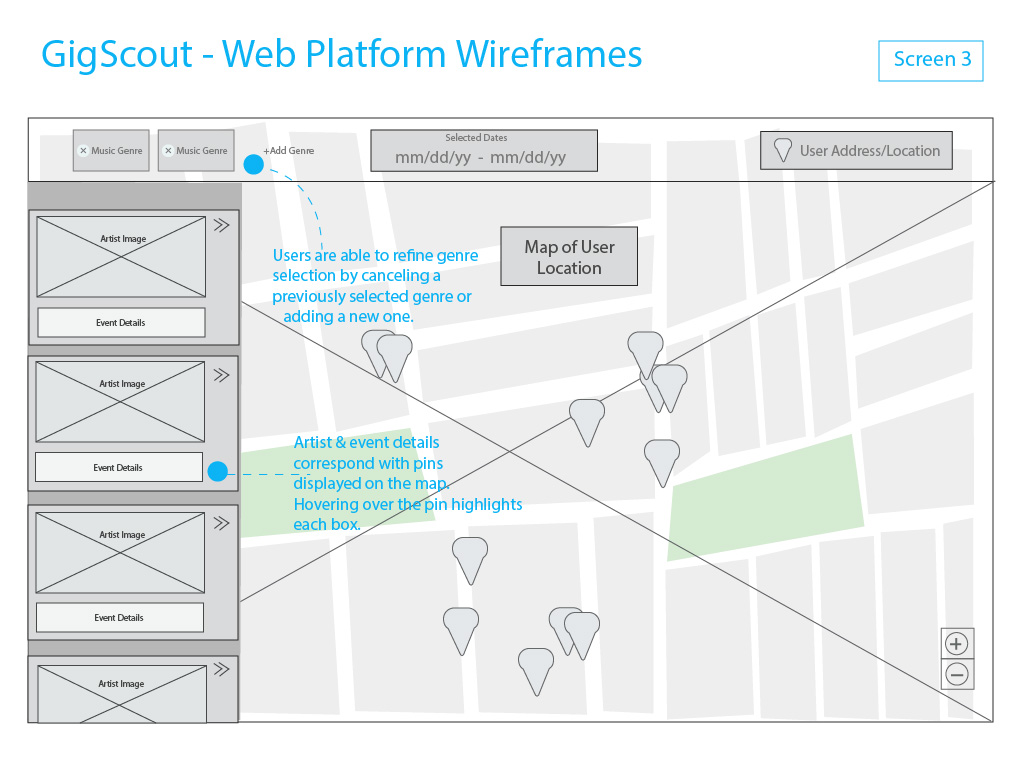 GigScout - Web Platform Wireframes
Screen 3
Music Genre
Music Genre
+Add Genre
Selected Dates
mm/dd/yy - mm/dd/yy
User Address/Location
Artist Image
Event Details
Artist Image
Event Details
Artist Image
Event Details
Artist Image
Users are able to refine genre
selection by canceling a
previously selected genre or
adding a new one.
Map of User
Location
Artist & event details
correspond with pins
displayed on the map.
Hovering over the pin highlights
each box.